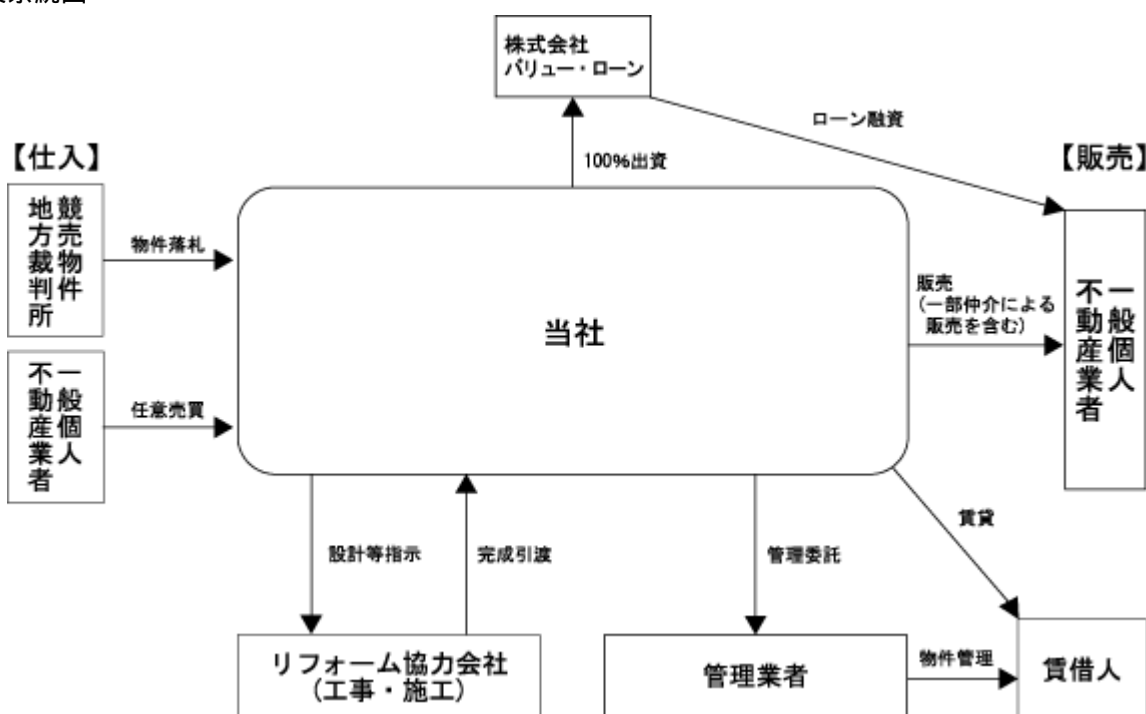 株式会社
バリュー・ローン
ローン融資
100%出資
【仕入】
【販売】
競売物件
地方裁判所
物件落札
一般個人
不動産業者
任意売買
当社
販売
(一部仲介による
販売を含む)
一般個人
不動産業者
賃貸
設計等指示
完成引渡
管理委託
リフォーム協力会社
(工事・施工)
管理業者
物件管理
賃借人